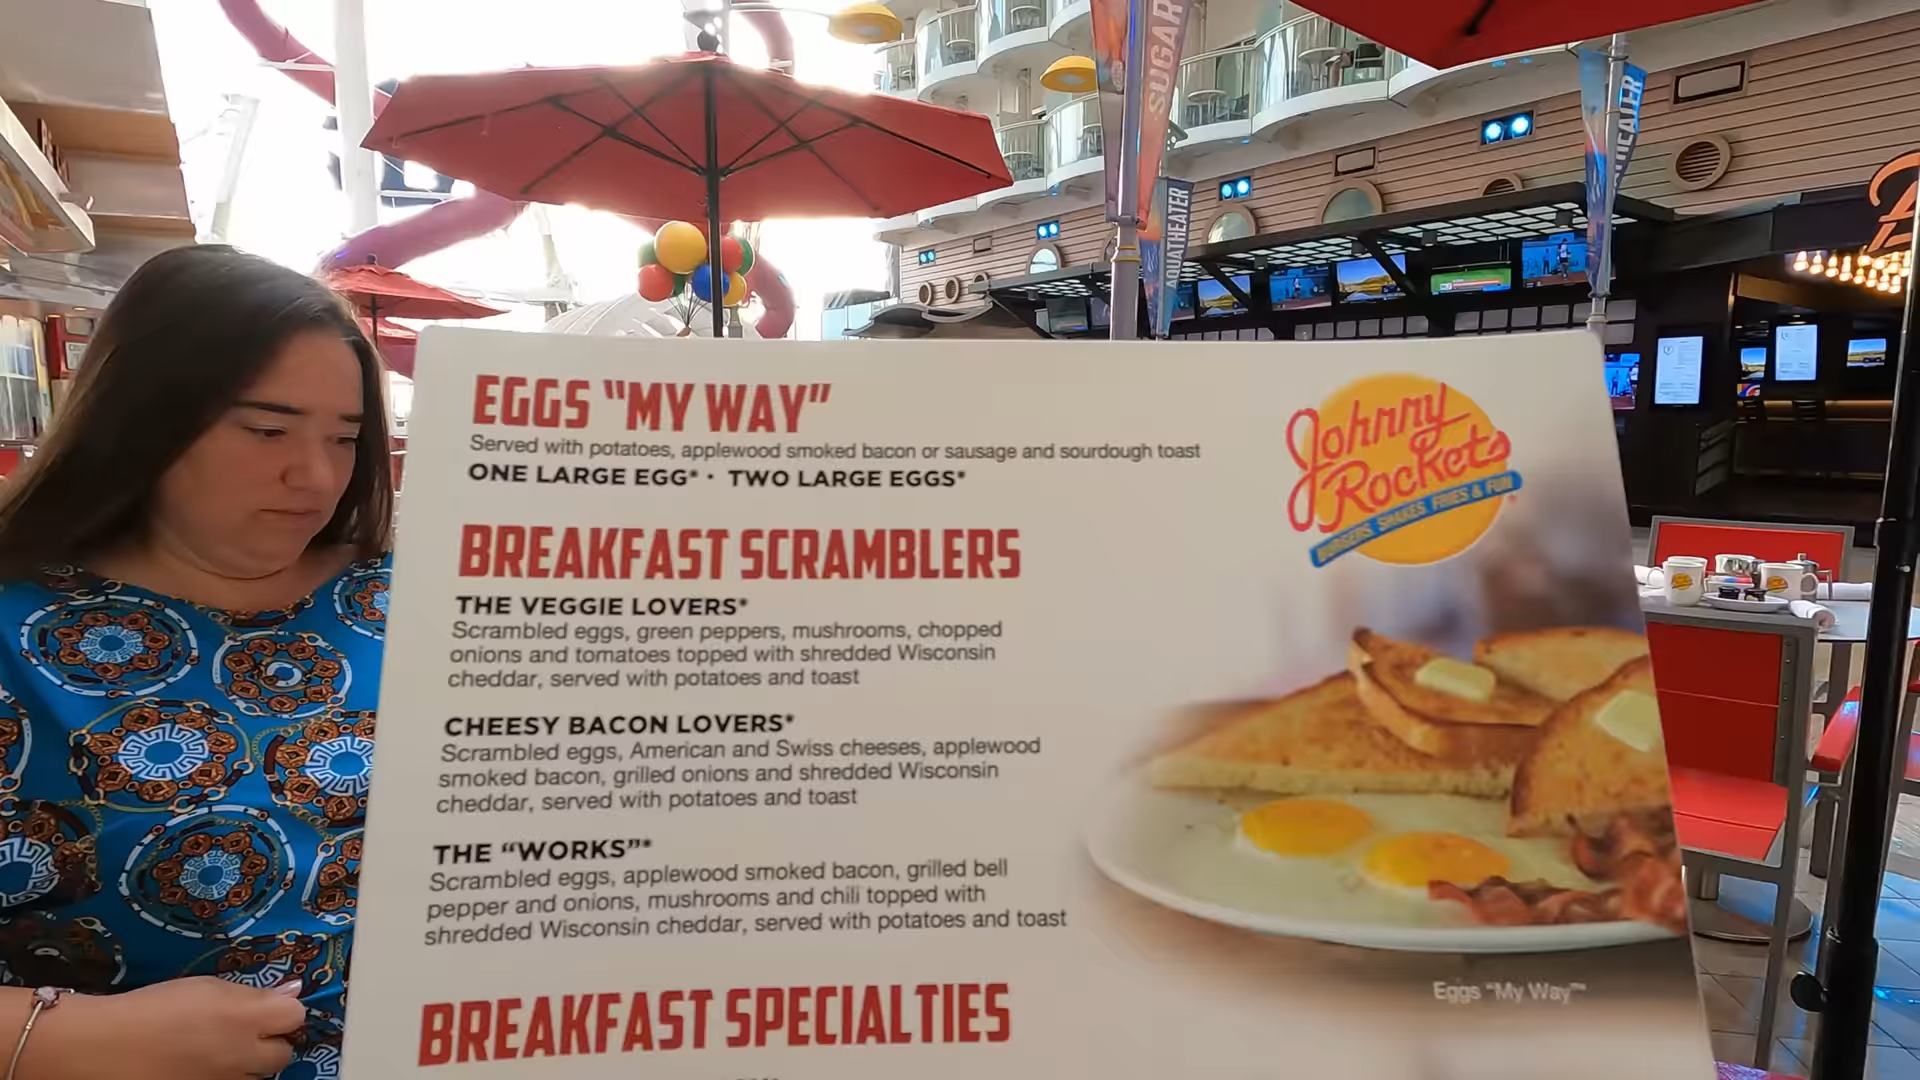 SUGAR
AQUATHEATER
EGGS "MY WAY"
Served with potatoes, applewood smoked bacon or sausage and sourdough toast
ONE LARGE EGG* · TWO LARGE EGGS*
Johnny
Rockets
BURGERS SHAKES FRIES & FUN
BREAKFAST SCRAMBLERS
THE VEGGIE LOVERS*
Scrambled eggs, green peppers, mushrooms, chopped
onions and tomatoes topped with shredded Wisconsin
cheddar, served with potatoes and toast
CHEESY BACON LOVERS*
Scrambled eggs, American and Swiss cheeses, applewood
smoked bacon, grilled onions and shredded Wisconsin
cheddar, served with potatoes and toast
THE "WORKS"*
Scrambled eggs, applewood smoked bacon, grilled bell
pepper and onions, mushrooms and chili topped with
shredded Wisconsin cheddar, served with potatoes and toast
Eggs "My Way"*
BREAKFAST SPECIALTIES